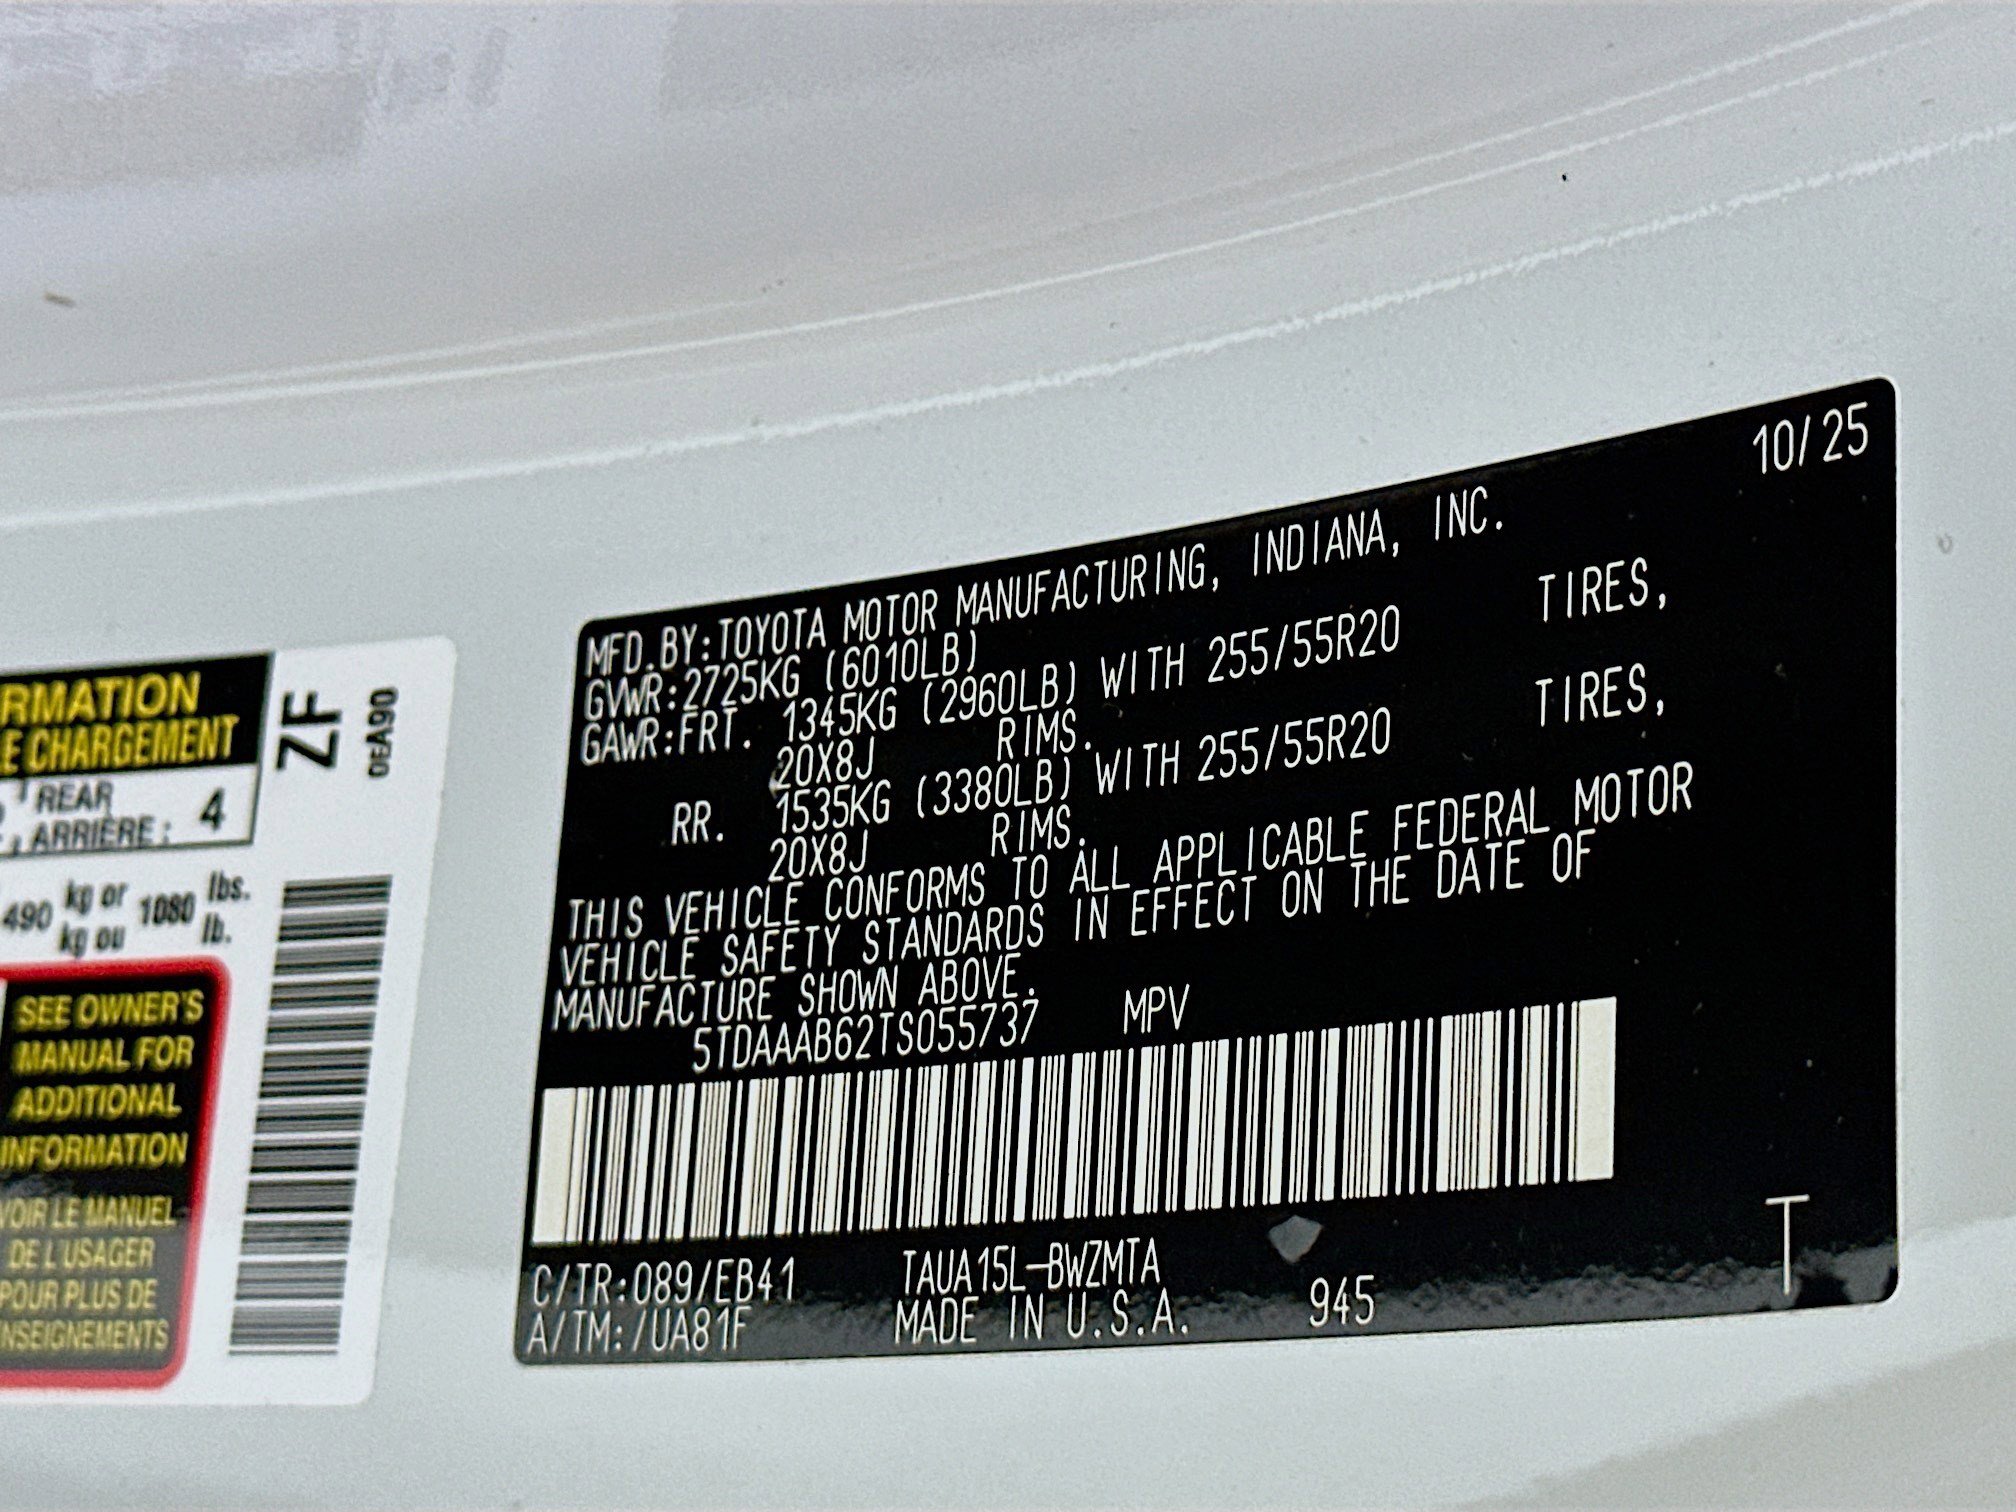 RMATION
E CHARGEMENT
REAR
ARRIÈRE : 4
490 kg or 1080 lbs.
kg ou lb.
SEE OWNER'S
MANUAL FOR
ADDITIONAL
INFORMATION
VOIR LE MANUEL
DE L'USAGER
POUR PLUS DE
NSEIGNEMENTS
ZF
0EA90
10/25
MFD.BY:TOYOTA MOTOR MANUFACTURING, INDIANA, INC.
GVWR:2725KG (6010LB)
GAWR:FRT. 1345KG (2960LB) WITH 255/55R20 TIRES,
20X8J RIMS.
RR. 1535KG (3380LB) WITH 255/55R20 TIRES,
20X8J RIMS.
THIS VEHICLE CONFORMS TO ALL APPLICABLE FEDERAL MOTOR
VEHICLE SAFETY STANDARDS IN EFFECT ON THE DATE OF
MANUFACTURE SHOWN ABOVE.
5TDAAAB62TS055737 MPV
C/TR:089/EB41 TAUA15L-BWZMTA
A/TM:/UA81F MADE IN U.S.A. 945
T